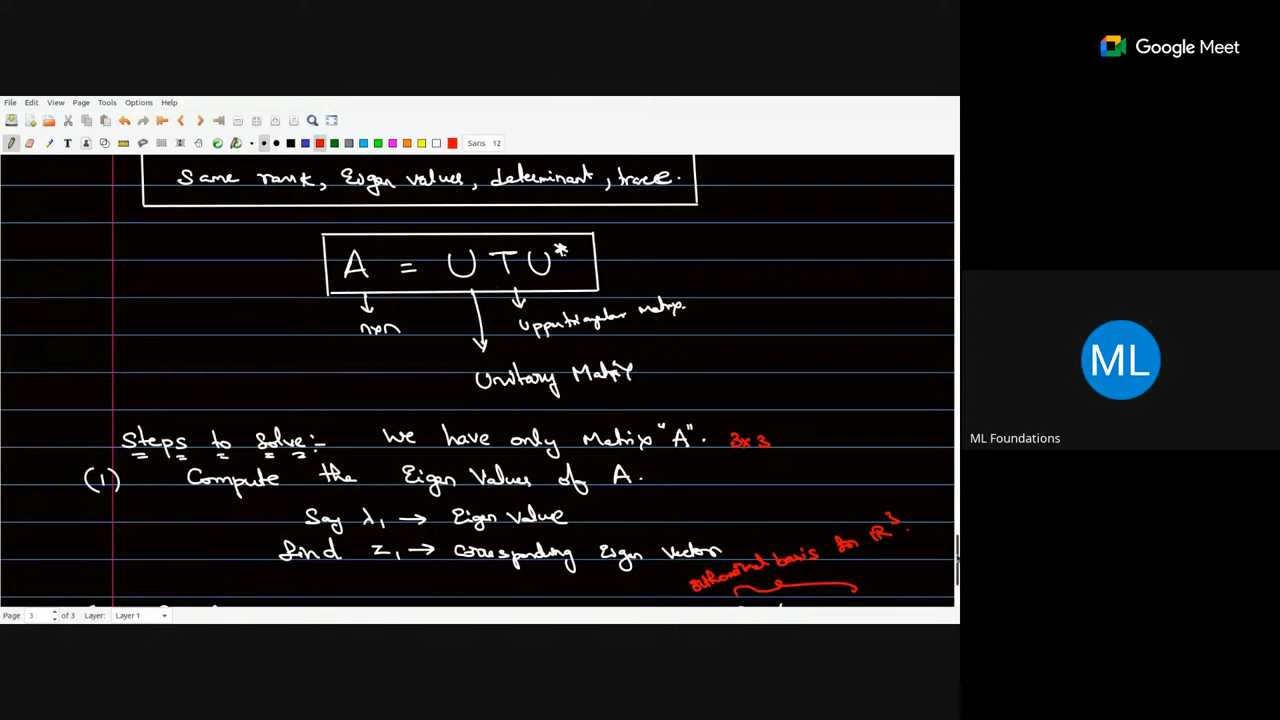 Google Meet
File Edit View Page Tools Options Help
Sans 12
Same rank, Eigen values, determinant, trace.
A = U T U*
nxn
uppertriangular matrix.
Unitary Matrix
Steps to solve:- We have only Matrix "A". 3x3
(1) Compute the Eigen Values of A.
Say λ₁ → Eigen value
find z₁ → corresponding Eigen vector
orthonormal basis for ℝ³.
ML
ML Foundations
Page 3 of 3 Layer: Layer 1